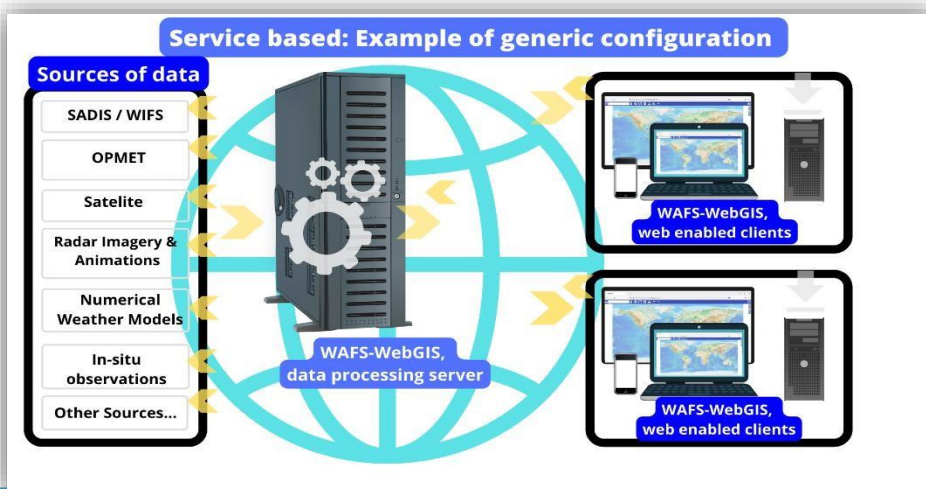 Service based: Example of generic configuration
Sources of data
SADIS / WIFS
OPMET
Satelite
Radar Imagery &
Animations
Numerical
Weather Models
In-situ
observations
Other Sources...
WAFS-WebGIS,
data processing server
WAFS-WebGIS,
web enabled clients
WAFS-WebGIS,
web enabled clients